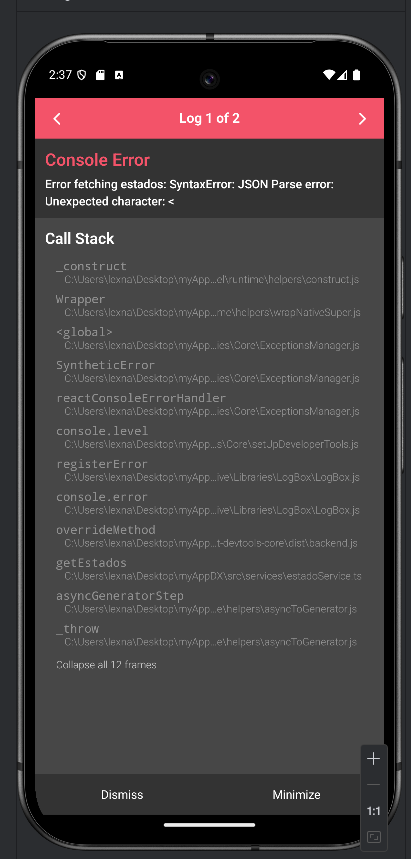 2:37
Log 1 of 2
Console Error
Error fetching estados: SyntaxError: JSON Parse error:
Unexpected character: <
Call Stack
_construct
C:\Users\lexna\Desktop\myApp...el\runtime\helpers\construct.js
Wrapper
C:\Users\lexna\Desktop\myApp...me\helpers\wrapNativeSuper.js
<global>
C:\Users\lexna\Desktop\myApp...ies\Core\ExceptionsManager.js
SyntheticError
C:\Users\lexna\Desktop\myApp...ies\Core\ExceptionsManager.js
reactConsoleErrorHandler
C:\Users\lexna\Desktop\myApp...ies\Core\ExceptionsManager.js
console.level
C:\Users\lexna\Desktop\myApp...s\Core\setUpDeveloperTools.js
registerError
C:\Users\lexna\Desktop\myApp...ive\Libraries\LogBox\LogBox.js
console.error
C:\Users\lexna\Desktop\myApp...ive\Libraries\LogBox\LogBox.js
overrideMethod
C:\Users\lexna\Desktop\myApp...t-devtools-core\dist\backend.js
getEstados
C:\Users\lexna\Desktop\myAppDX\src\services\estadoService.ts
asyncGeneratorStep
C:\Users\lexna\Desktop\myApp...e\helpers\asyncToGenerator.js
_throw
C:\Users\lexna\Desktop\myApp...e\helpers\asyncToGenerator.js
Collapse all 12 frames
Dismiss
Minimize
1:1